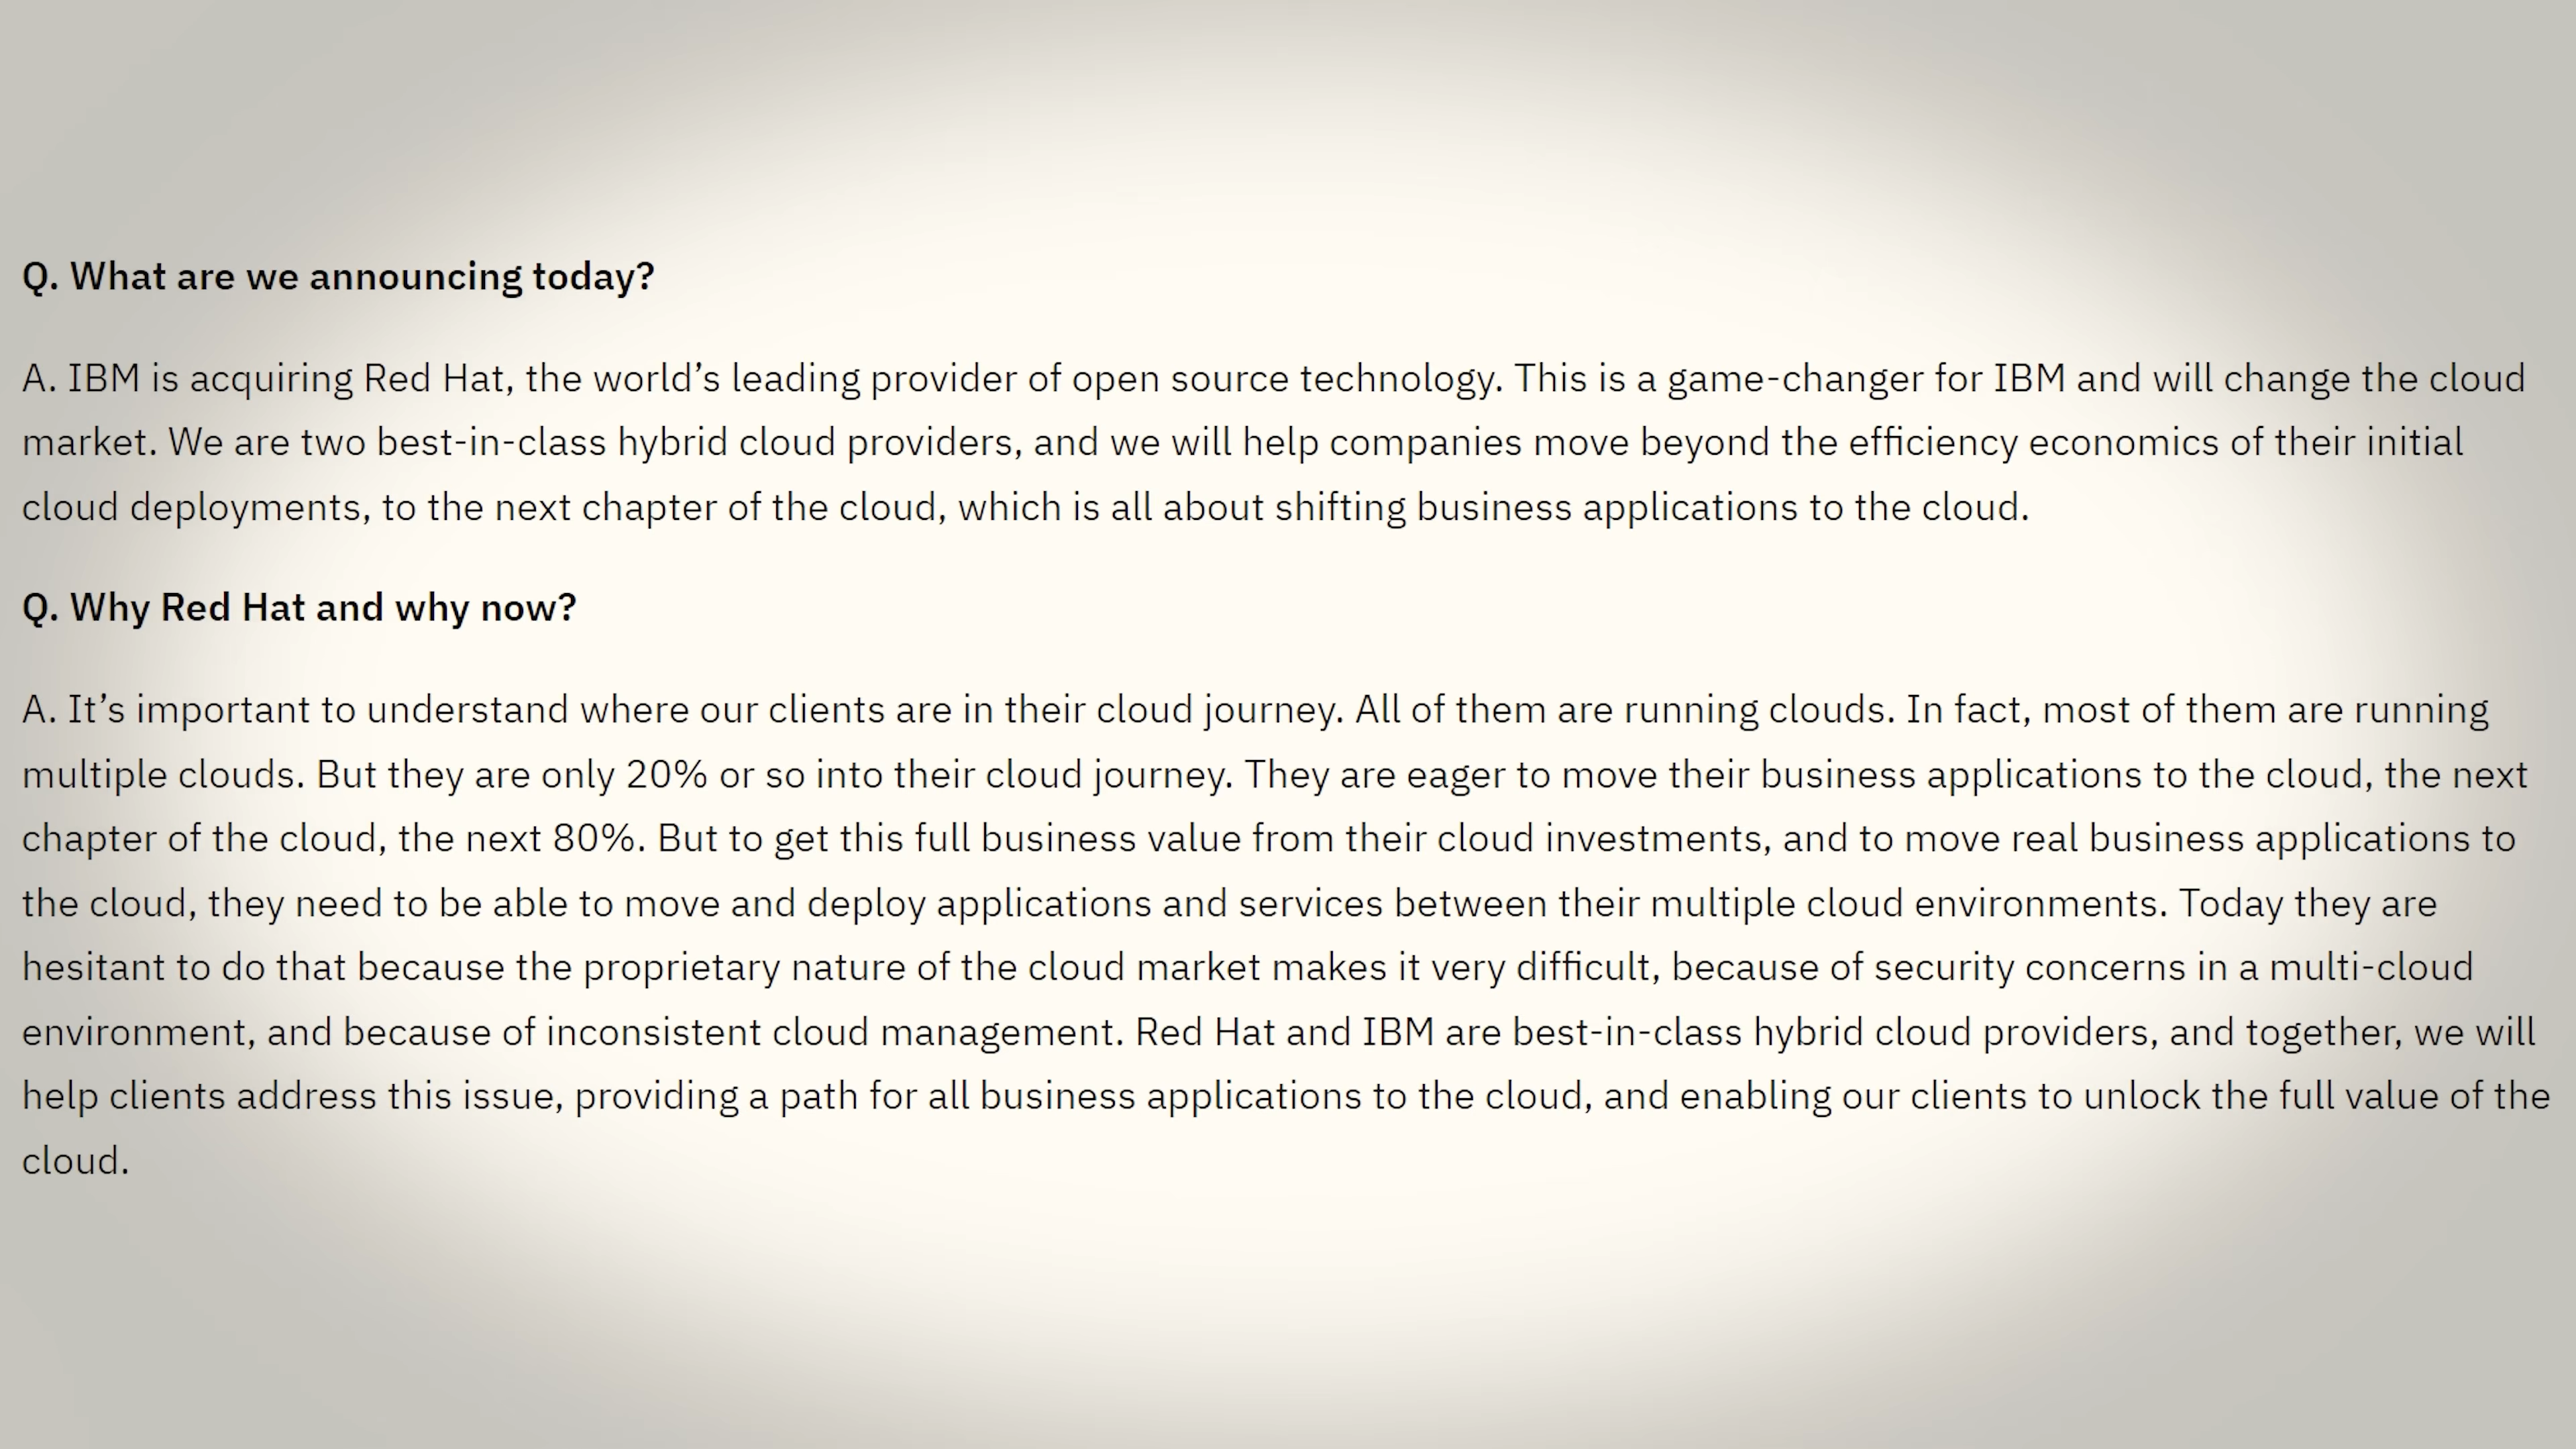 Q. What are we announcing today?
A. IBM is acquiring Red Hat, the world’s leading provider of open source technology. This is a game-changer for IBM and will change the cloud
market. We are two best-in-class hybrid cloud providers, and we will help companies move beyond the efficiency economics of their initial
cloud deployments, to the next chapter of the cloud, which is all about shifting business applications to the cloud.
Q. Why Red Hat and why now?
A. It’s important to understand where our clients are in their cloud journey. All of them are running clouds. In fact, most of them are running
multiple clouds. But they are only 20% or so into their cloud journey. They are eager to move their business applications to the cloud, the next
chapter of the cloud, the next 80%. But to get this full business value from their cloud investments, and to move real business applications to
the cloud, they need to be able to move and deploy applications and services between their multiple cloud environments. Today they are
hesitant to do that because the proprietary nature of the cloud market makes it very difficult, because of security concerns in a multi-cloud
environment, and because of inconsistent cloud management. Red Hat and IBM are best-in-class hybrid cloud providers, and together, we will
help clients address this issue, providing a path for all business applications to the cloud, and enabling our clients to unlock the full value of the
cloud.